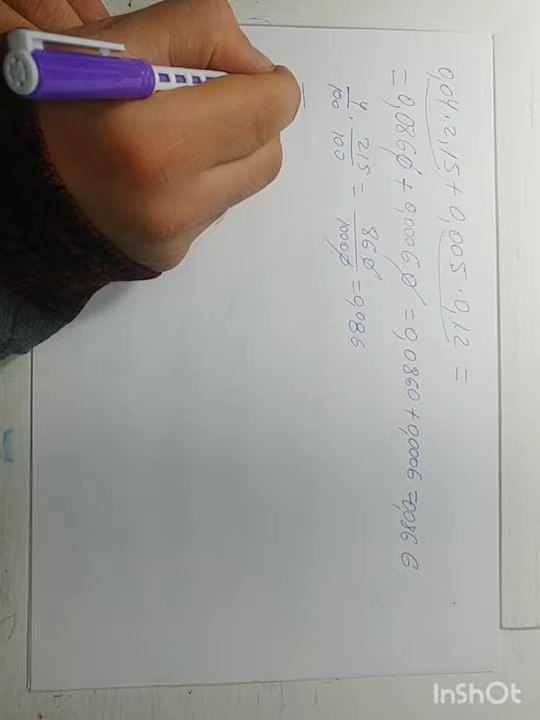 0,04 · 2,15 + 0,005 · 0,12 =
= 0,0860 + 0,00060 = 0,0860 + 0,0006 = 0,0866
4/100 · 215/100 = 860/10000 = 0,086
InShOt